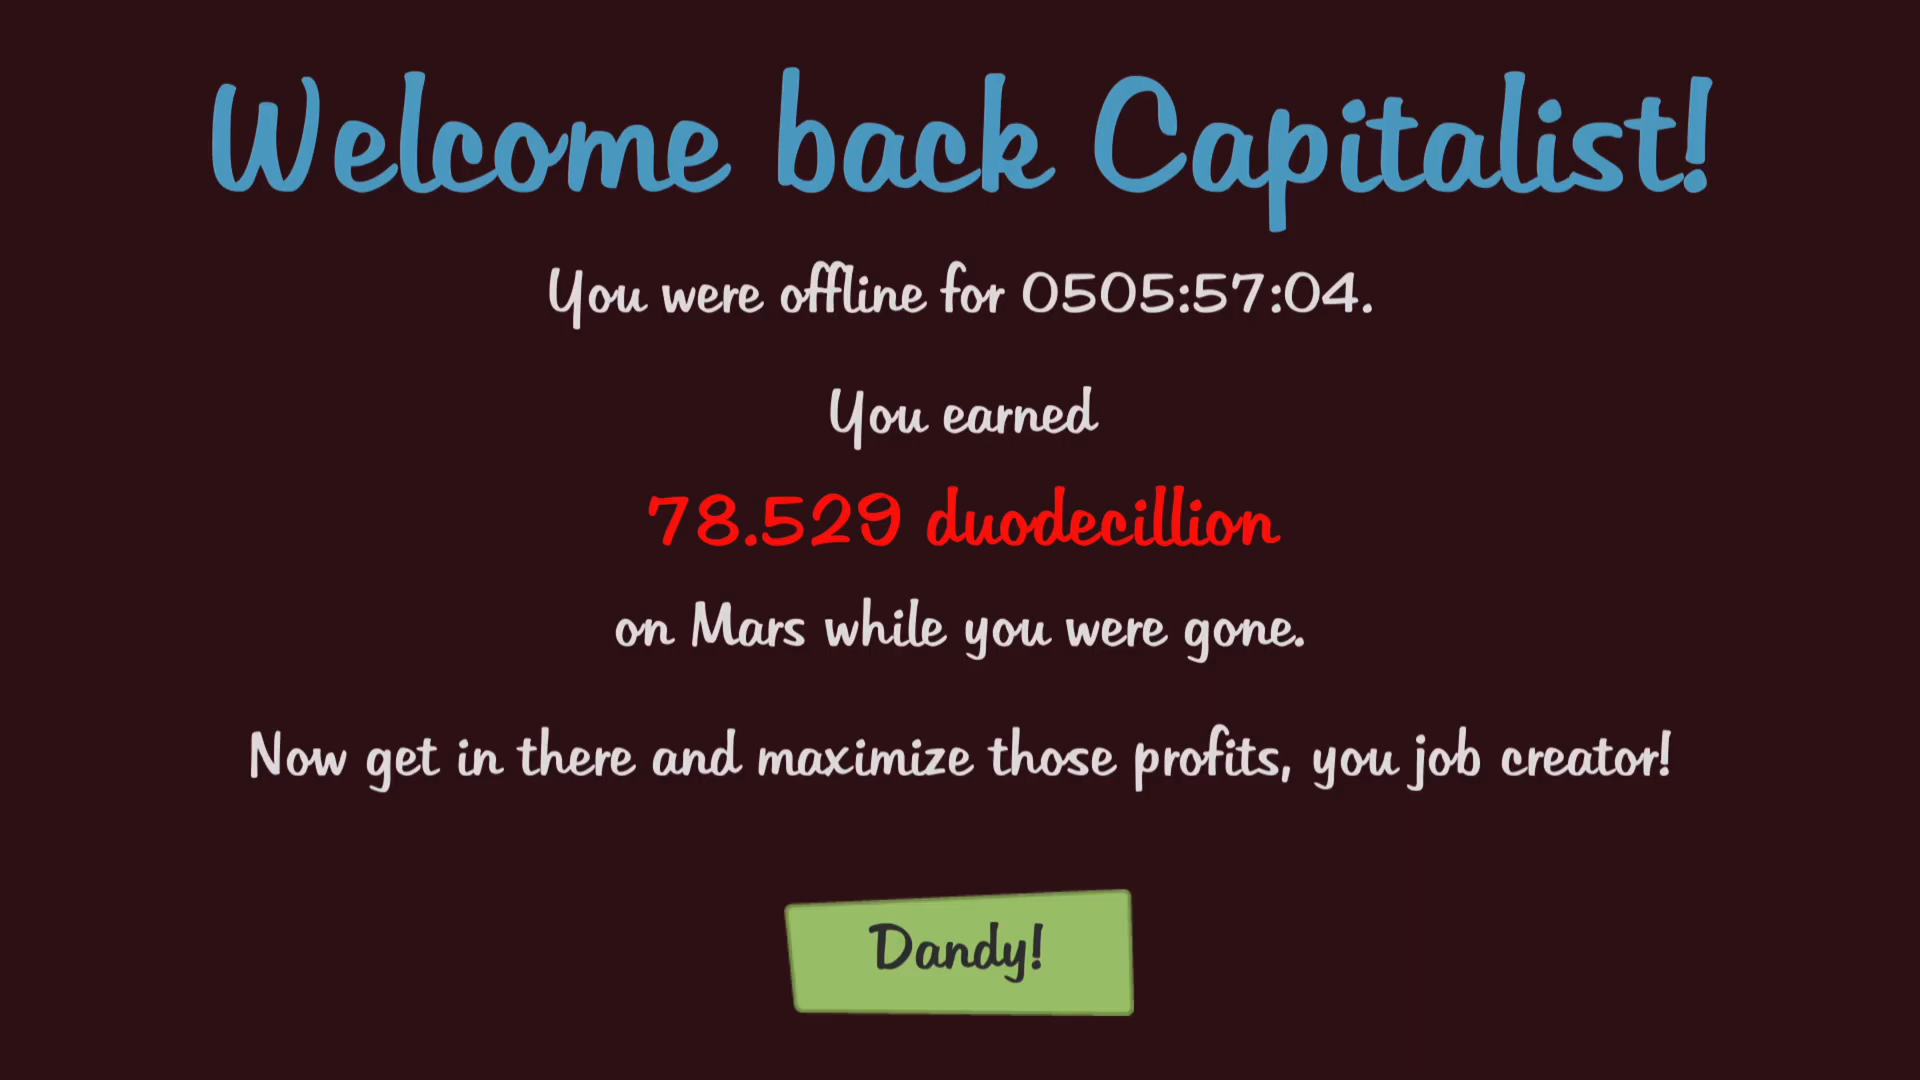 Welcome back Capitalist!
You were offline for 0505:57:04.
You earned
78.529 duodecillion
on Mars while you were gone.
Now get in there and maximize those profits, you job creator!
Dandy!